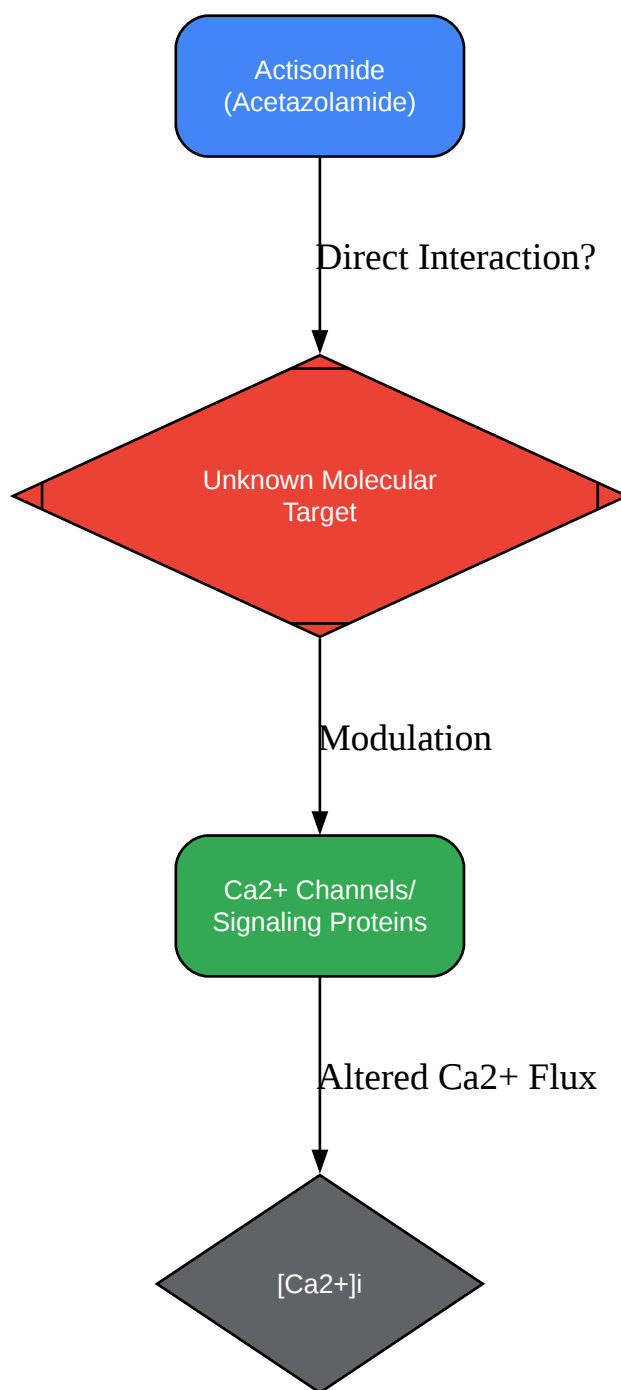 Actisomide
(Acetazolamide)
Direct Interaction?
Unknown Molecular
Target
Modulation
Ca2+ Channels/
Signaling Proteins
Altered Ca2+ Flux
[Ca2+]i